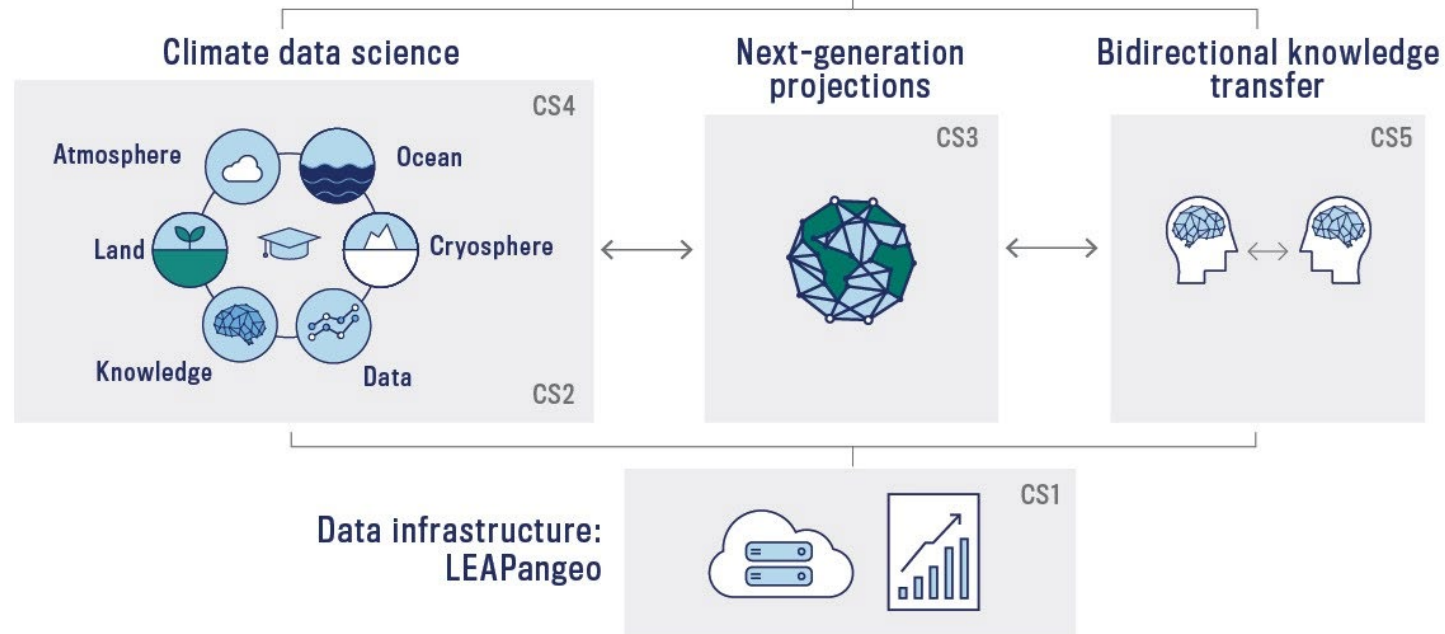 Climate data science
CS4
Atmosphere
Ocean
Land
Cryosphere
Knowledge
Data
CS2
Next-generation
projections
CS3
Bidirectional knowledge
transfer
CS5
Data infrastructure:
LEAPangeo
CS1